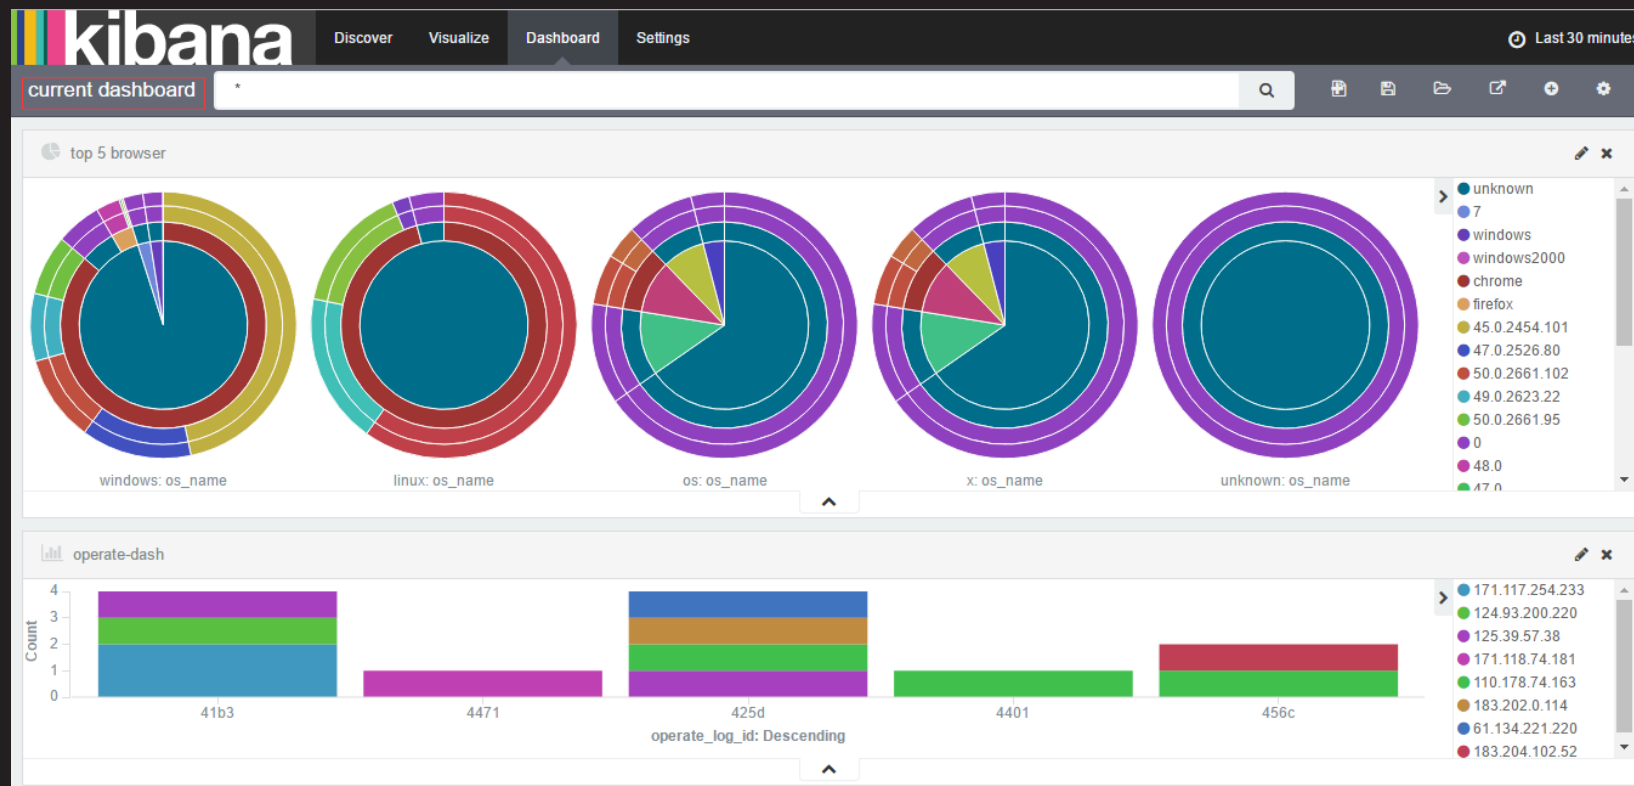 kibana
Discover Visualize Dashboard Settings
Last 30 minutes
current dashboard
*
top 5 browser
unknown
7
windows
windows2000
chrome
firefox
45.0.2454.101
47.0.2526.80
50.0.2661.102
49.0.2623.22
50.0.2661.95
0
48.0
47.0
windows: os_name
linux: os_name
os: os_name
x: os_name
unknown: os_name
operate-dash
Count
4
3
2
1
0
41b3
4471
425d
4401
456c
operate_log_id: Descending
171.117.254.233
124.93.200.220
125.39.57.38
171.118.74.181
110.178.74.163
183.202.0.114
61.134.221.220
183.204.102.52